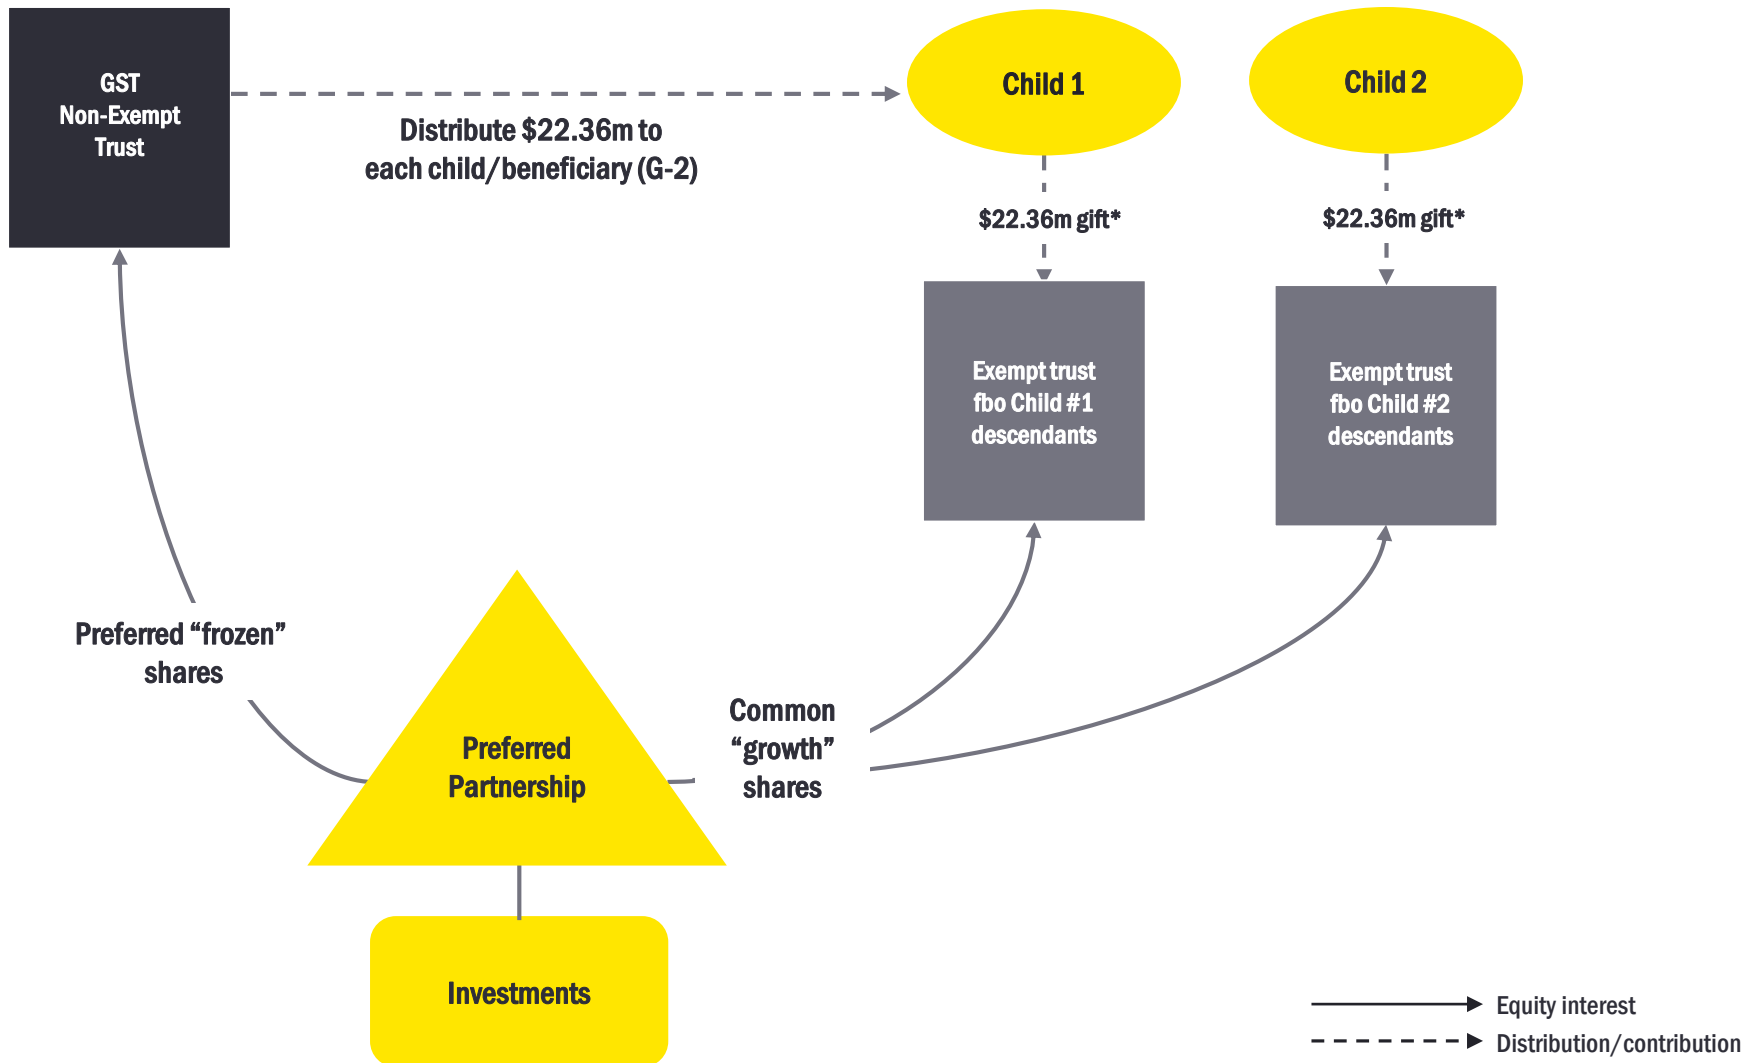 GST
Non-Exempt
Trust
Distribute $22.36m to
each child/beneficiary (G-2)
Child 1
Child 2
$22.36m gift*
$22.36m gift*
Exempt trust
fbo Child #1
descendants
Exempt trust
fbo Child #2
descendants
Preferred “frozen”
shares
Common
“growth”
shares
Preferred
Partnership
Investments
Equity interest
Distribution/contribution